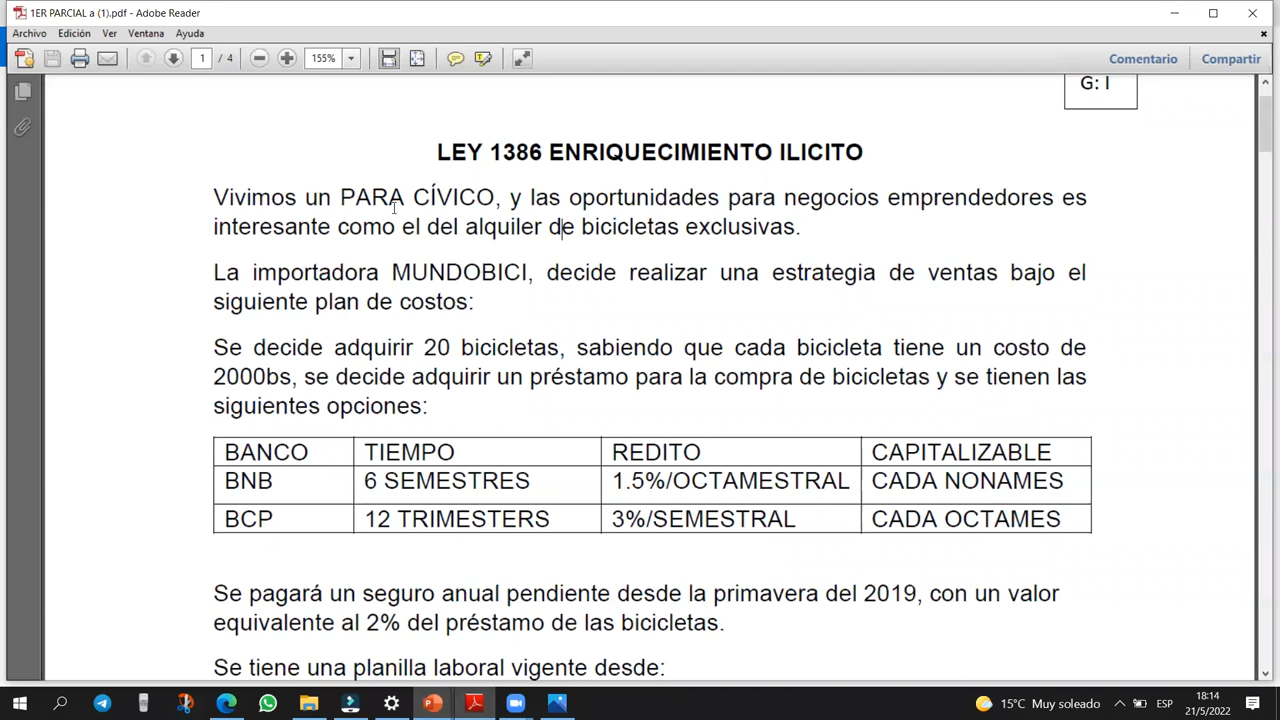 1ER PARCIAL a (1).pdf - Adobe Reader
Archivo Edición Ver Ventana Ayuda
1 / 4 155% Comentario Compartir
G: I
LEY 1386 ENRIQUECIMIENTO ILICITO
Vivimos un PARA CÍVICO, y las oportunidades para negocios emprendedores es
interesante como el del alquiler de bicicletas exclusivas.
La importadora MUNDOBICI, decide realizar una estrategia de ventas bajo el
siguiente plan de costos:
Se decide adquirir 20 bicicletas, sabiendo que cada bicicleta tiene un costo de
2000bs, se decide adquirir un préstamo para la compra de bicicletas y se tienen las
siguientes opciones:
BANCO TIEMPO REDITO CAPITALIZABLE
BNB 6 SEMESTRES 1.5%/OCTAMESTRAL CADA NONAMES
BCP 12 TRIMESTERS 3%/SEMESTRAL CADA OCTAMES
Se pagará un seguro anual pendiente desde la primavera del 2019, con un valor
equivalente al 2% del préstamo de las bicicletas.
Se tiene una planilla laboral vigente desde:
15°C Muy soleado ESP 18:14
21/5/2022